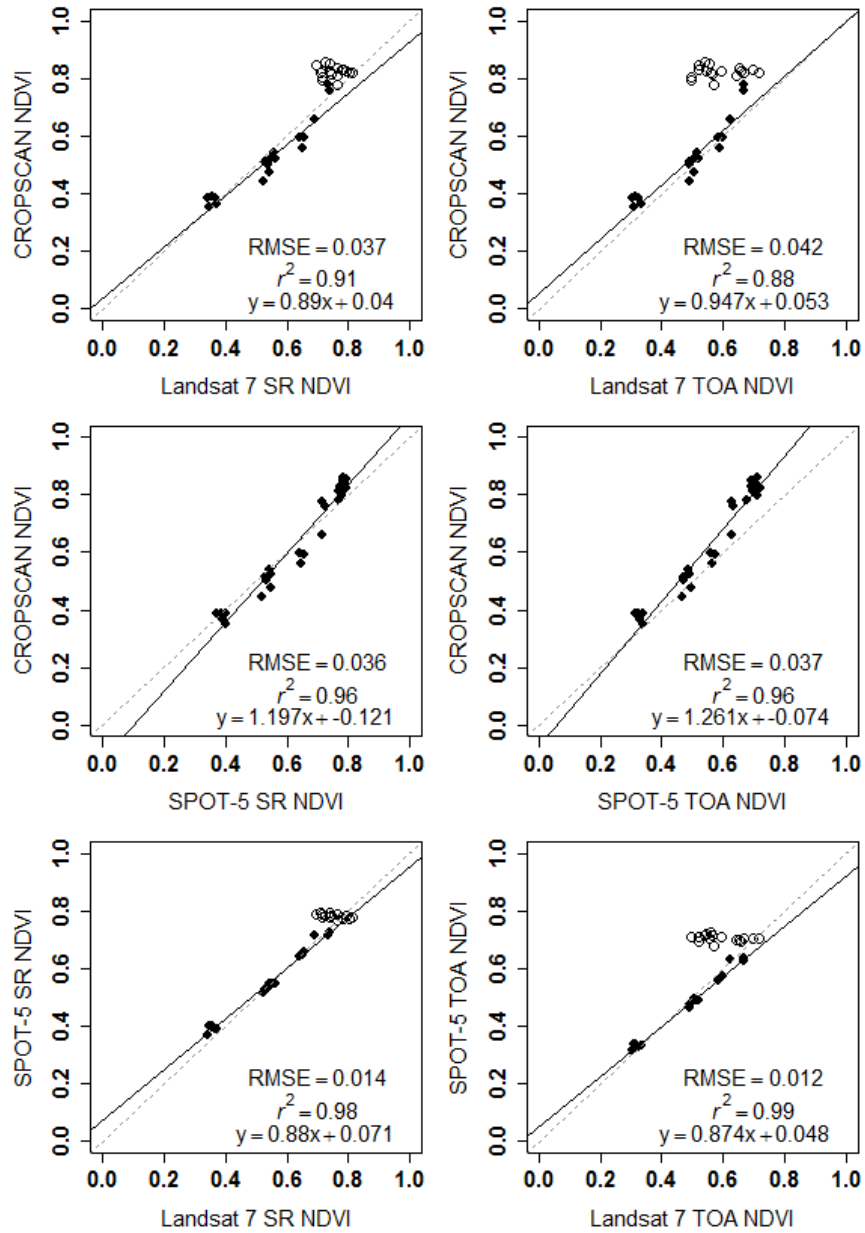 CROPSCAN NDVI
0.0 0.2 0.4 0.6 0.8 1.0
RMSE = 0.037
r² = 0.91
y = 0.89x + 0.04
0.0 0.2 0.4 0.6 0.8 1.0
Landsat 7 SR NDVI
CROPSCAN NDVI
0.0 0.2 0.4 0.6 0.8 1.0
RMSE = 0.042
r² = 0.88
y = 0.947x + 0.053
0.0 0.2 0.4 0.6 0.8 1.0
Landsat 7 TOA NDVI
CROPSCAN NDVI
0.0 0.2 0.4 0.6 0.8 1.0
RMSE = 0.036
r² = 0.96
y = 1.197x + -0.121
0.0 0.2 0.4 0.6 0.8 1.0
SPOT-5 SR NDVI
CROPSCAN NDVI
0.0 0.2 0.4 0.6 0.8 1.0
RMSE = 0.037
r² = 0.96
y = 1.261x + -0.074
0.0 0.2 0.4 0.6 0.8 1.0
SPOT-5 TOA NDVI
SPOT-5 SR NDVI
0.0 0.2 0.4 0.6 0.8 1.0
RMSE = 0.014
r² = 0.98
y = 0.88x + 0.071
0.0 0.2 0.4 0.6 0.8 1.0
Landsat 7 SR NDVI
SPOT-5 TOA NDVI
0.0 0.2 0.4 0.6 0.8 1.0
RMSE = 0.012
r² = 0.99
y = 0.874x + 0.048
0.0 0.2 0.4 0.6 0.8 1.0
Landsat 7 TOA NDVI